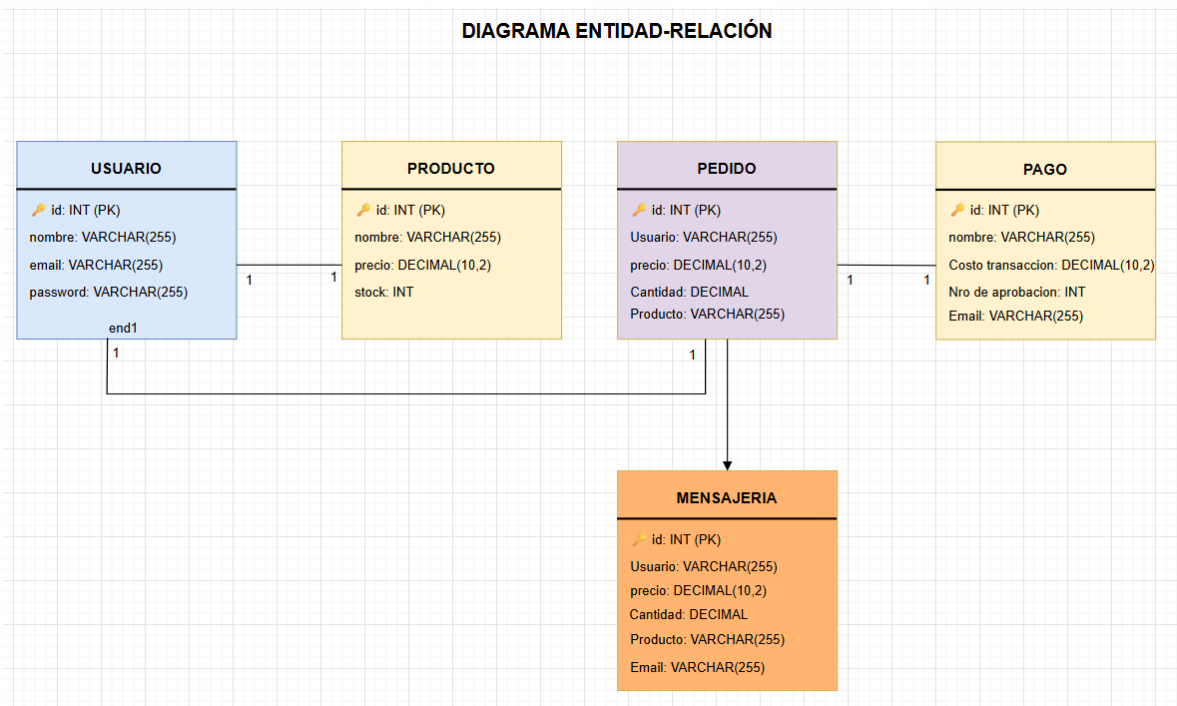 DIAGRAMA ENTIDAD-RELACIÓN
USUARIO
id: INT (PK)
nombre: VARCHAR(255)
email: VARCHAR(255)
password: VARCHAR(255)
end1
1
1
1
PRODUCTO
id: INT (PK)
nombre: VARCHAR(255)
precio: DECIMAL(10,2)
stock: INT
PEDIDO
id: INT (PK)
Usuario: VARCHAR(255)
precio: DECIMAL(10,2)
Cantidad: DECIMAL
Producto: VARCHAR(255)
1
1
1
PAGO
id: INT (PK)
nombre: VARCHAR(255)
Costo transaccion: DECIMAL(10,2)
Nro de aprobacion: INT
Email: VARCHAR(255)
MENSAJERIA
id: INT (PK)
Usuario: VARCHAR(255)
precio: DECIMAL(10,2)
Cantidad: DECIMAL
Producto: VARCHAR(255)
Email: VARCHAR(255)